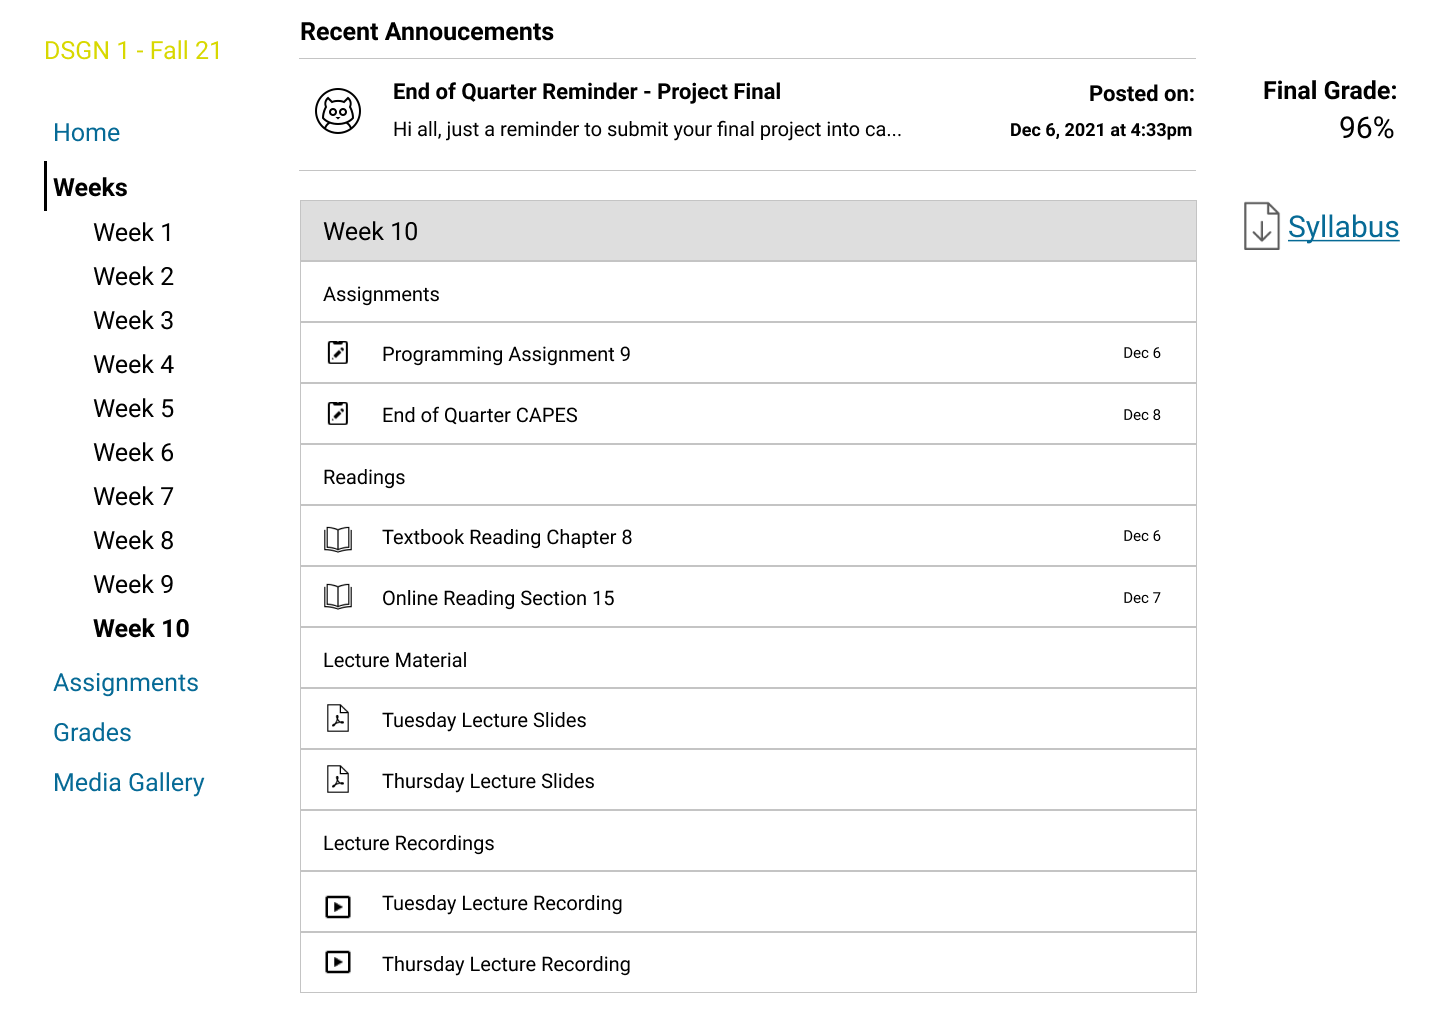 DSGN 1 - Fall 21
Home
Weeks
Week 1
Week 2
Week 3
Week 4
Week 5
Week 6
Week 7
Week 8
Week 9
Week 10
Assignments
Grades
Media Gallery
Recent Annoucements
End of Quarter Reminder - Project Final
Hi all, just a reminder to submit your final project into ca...
Posted on:
Dec 6, 2021 at 4:33pm
Week 10
Assignments
Programming Assignment 9 Dec 6
End of Quarter CAPES Dec 8
Readings
Textbook Reading Chapter 8 Dec 6
Online Reading Section 15 Dec 7
Lecture Material
Tuesday Lecture Slides
Thursday Lecture Slides
Lecture Recordings
Tuesday Lecture Recording
Thursday Lecture Recording
Final Grade:
96%
Syllabus